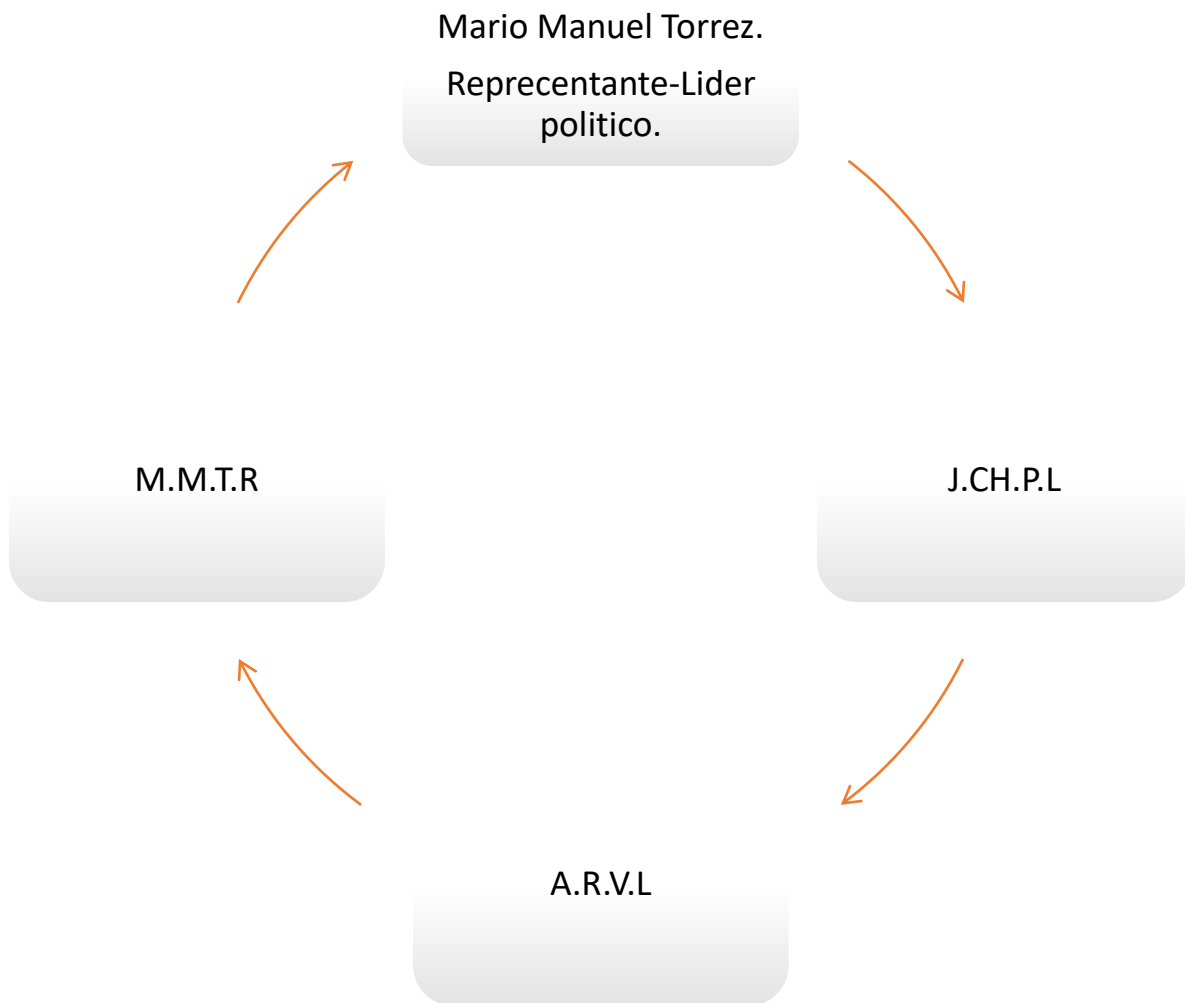 Mario Manuel Torrez.
Reprecentante-Lider
politico.
M.M.T.R
J.CH.P.L
A.R.V.L